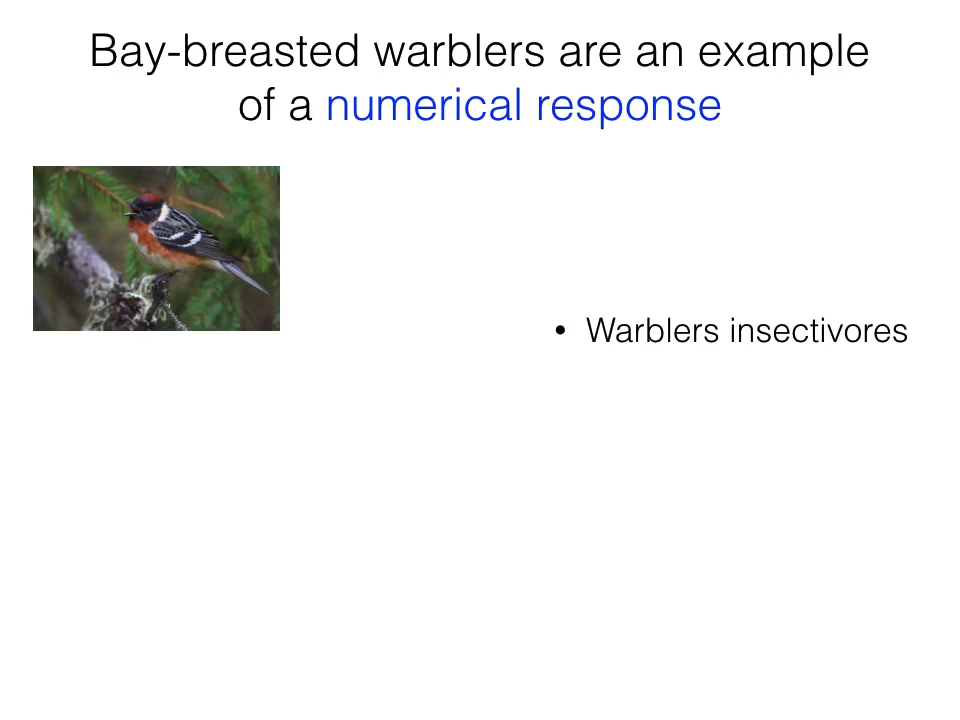 Bay-breasted warblers are an example
of a numerical response
• Warblers insectivores